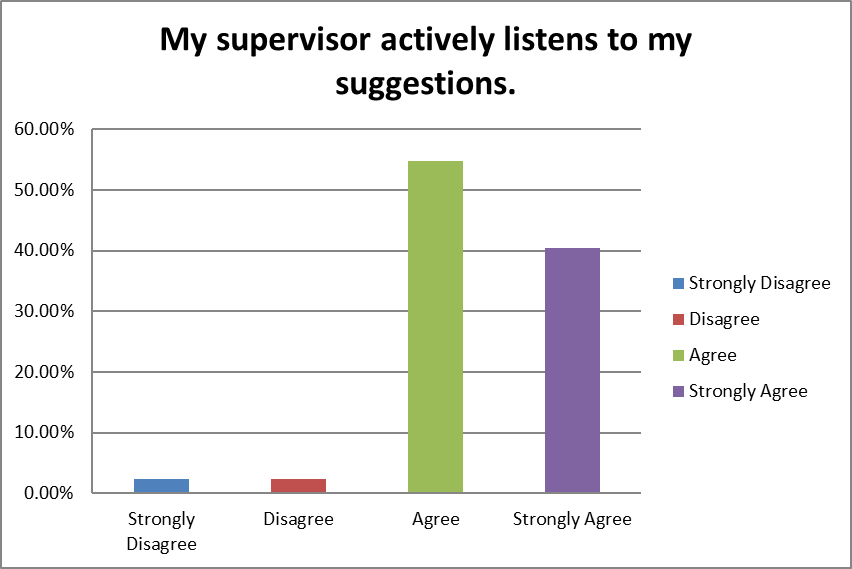 My supervisor actively listens to my
suggestions.
60.00%
50.00%
40.00%
30.00%
20.00%
10.00%
0.00%
Strongly
Disagree
Disagree
Agree
Strongly Agree
Strongly Disagree
Disagree
Agree
Strongly Agree